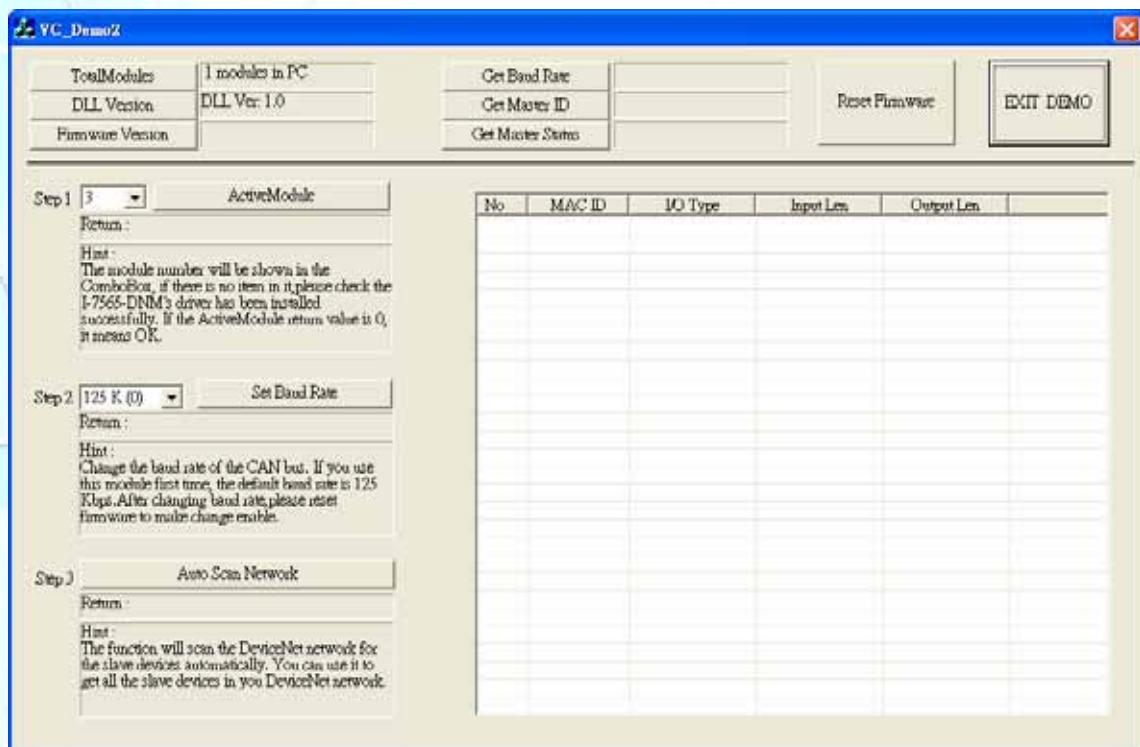 VC_Demo2
TotalModules
1 modules in PC
DLL Version
DLL Ver: 1.0
Firmware Version
Get Baud Rate
Get Master ID
Get Master Status
Reset Firmware
EXIT DEMO
Step 1
3
ActiveModule
Return :
Hint :
The module number will be shown in the
ComboBox, if there is no item in it,please check the
I-7565-DNM's driver has been installed
successfully. If the ActiveModule return value is 0,
it means OK.
Step 2
125 K (0)
Set Baud Rate
Return :
Hint :
Change the baud rate of the CAN bus. If you use
this module first time, the default baud rate is 125
Kbps.After changing baud rate,please reset
firmware to make change enable.
Step 3
Auto Scan Network
Return :
Hint :
The function will scan the DeviceNet network for
the slave devices automatically. You can use it to
get all the slave devices in you DeviceNet network.
No MAC ID I/O Type Input Len Output Len